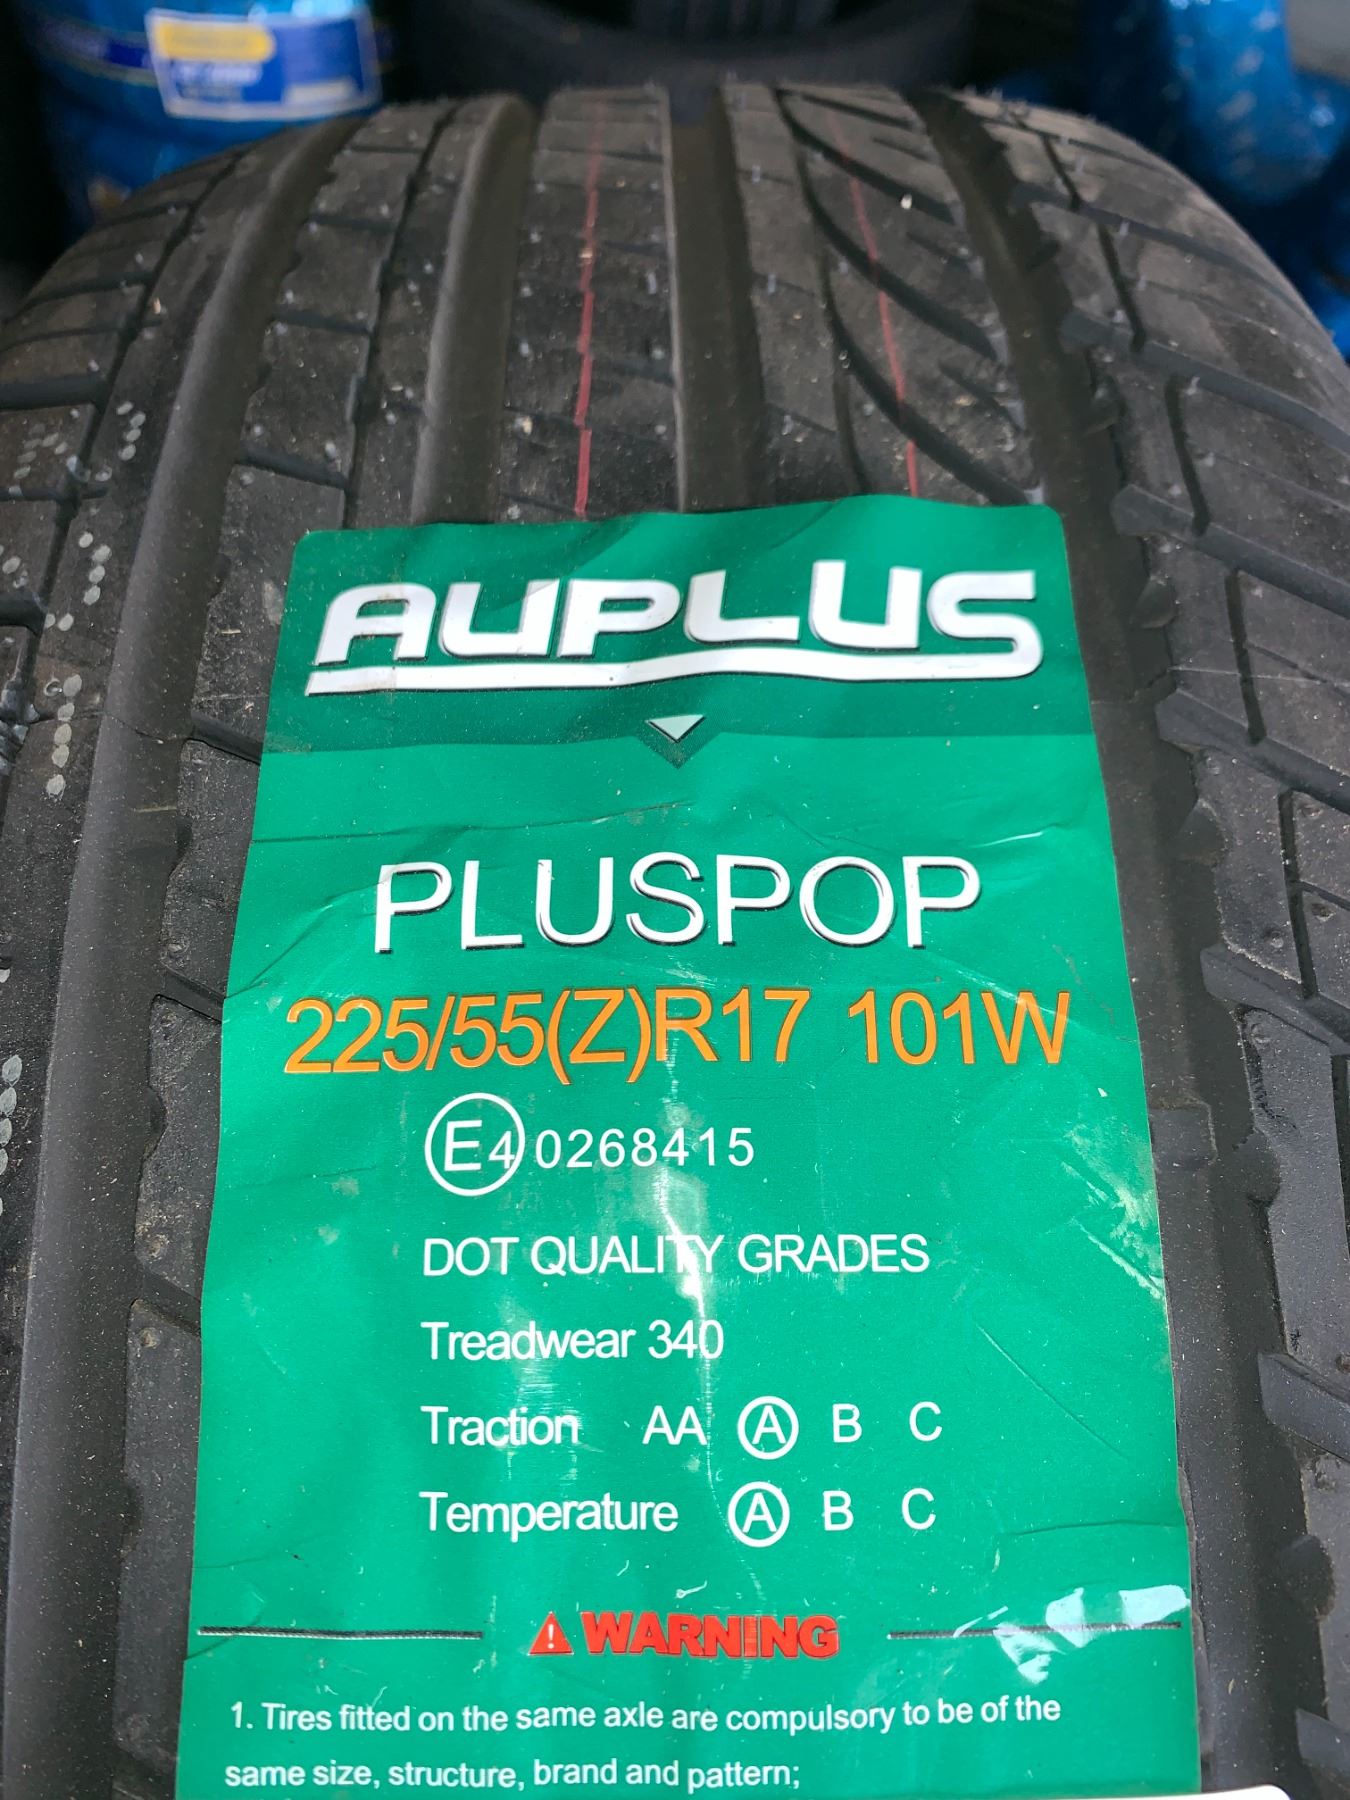 AUPLUS
PLUSPOP
225/55(Z)R17 101W
E4 0268415
DOT QUALITY GRADES
Treadwear 340
Traction AA A B C
Temperature A B C
WARNING
1. Tires fitted on the same axle are compulsory to be of the
same size, structure, brand and pattern;